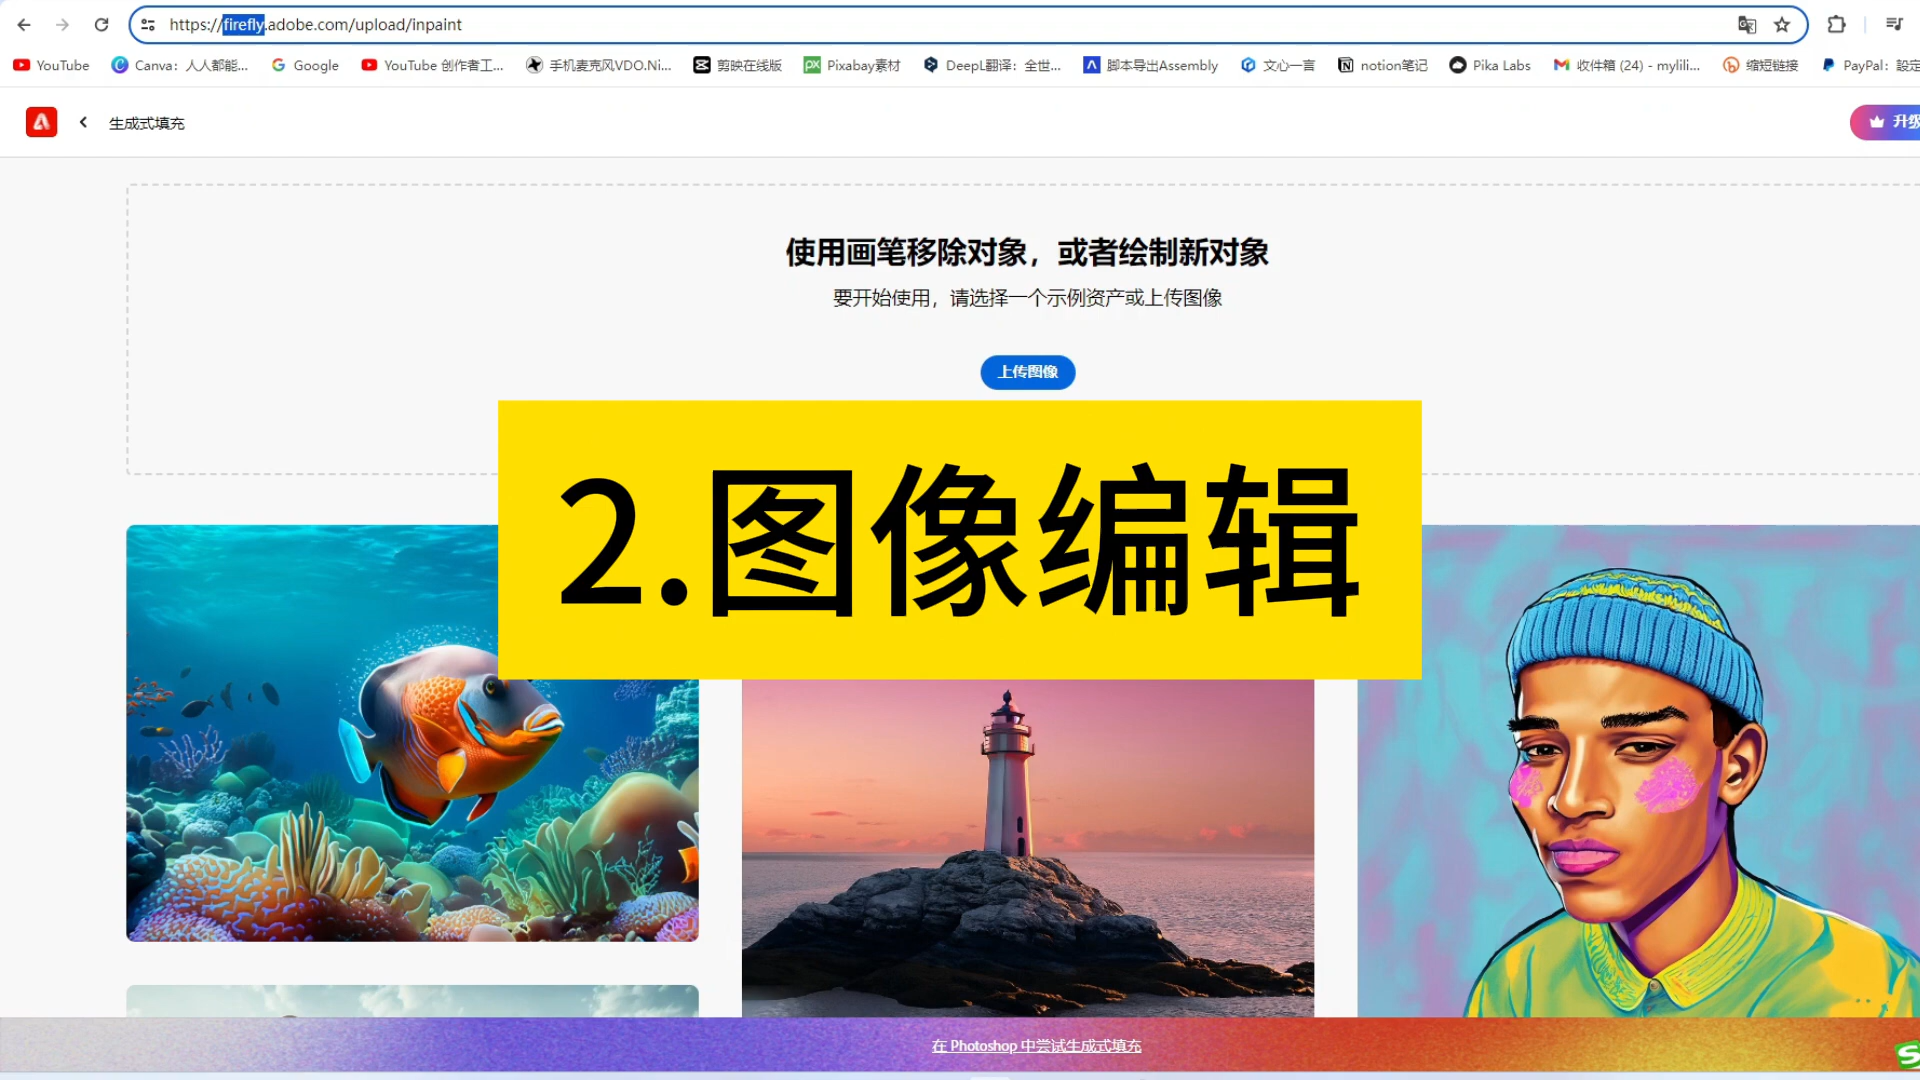 https://firefly.adobe.com/upload/inpaint
YouTube
Canva：人人都能...
Google
YouTube 创作者工...
手机麦克风VDO.Ni...
剪映在线版
Pixabay素材
DeepL翻译：全世...
脚本导出Assembly
文心一言
notion笔记
Pika Labs
收件箱 (24) - mylili...
缩短链接
PayPal：設定
生成式填充
升级
使用画笔移除对象，或者绘制新对象
要开始使用，请选择一个示例资产或上传图像
上传图像
2.图像编辑
在 Photoshop 中尝试生成式填充